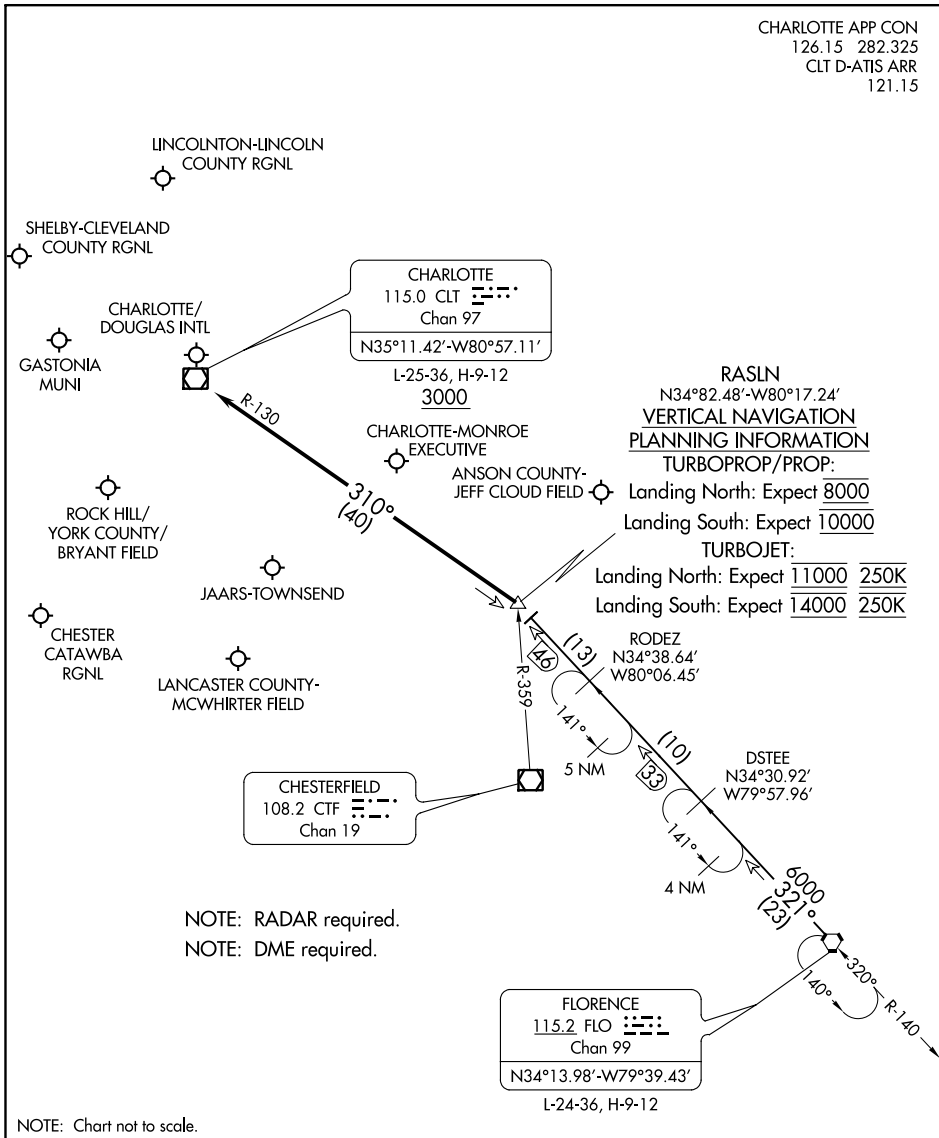 CHARLOTTE APP CON
126.15 282.325
CLT D-ATIS ARR
121.15
LINCOLNTON-LINCOLN
COUNTY RGNL
SHELBY-CLEVELAND
COUNTY RGNL
CHARLOTTE/
DOUGLAS INTL
GASTONIA
MUNI
CHARLOTTE
115.0 CLT
Chan 97
N35°11.42'-W80°57.11'
L-25-36, H-9-12
3000
R-130
310°
(40)
CHARLOTTE-MONROE
EXECUTIVE
ANSON COUNTY-
JEFF CLOUD FIELD
RASLN
N34°82.48'-W80°17.24'
VERTICAL NAVIGATION
PLANNING INFORMATION
TURBOPROP/PROP:
Landing North: Expect 8000
Landing South: Expect 10000
TURBOJET:
Landing North: Expect 11000 250K
Landing South: Expect 14000 250K
ROCK HILL/
YORK COUNTY/
BRYANT FIELD
JAARS-TOWNSEND
CHESTER
CATAWBA
RGNL
LANCASTER COUNTY-
MCWHIRTER FIELD
R-359
46
(13)
RODEZ
N34°38.64'
W80°06.45'
141°
5 NM
33
(10)
DSTEE
N34°30.92'
W79°57.96'
141°
4 NM
CHESTERFIELD
108.2 CTF
Chan 19
6000
321°
(23)
NOTE: RADAR required.
NOTE: DME required.
140°
320°
R-140
FLORENCE
115.2 FLO
Chan 99
N34°13.98'-W79°39.43'
L-24-36, H-9-12
NOTE: Chart not to scale.